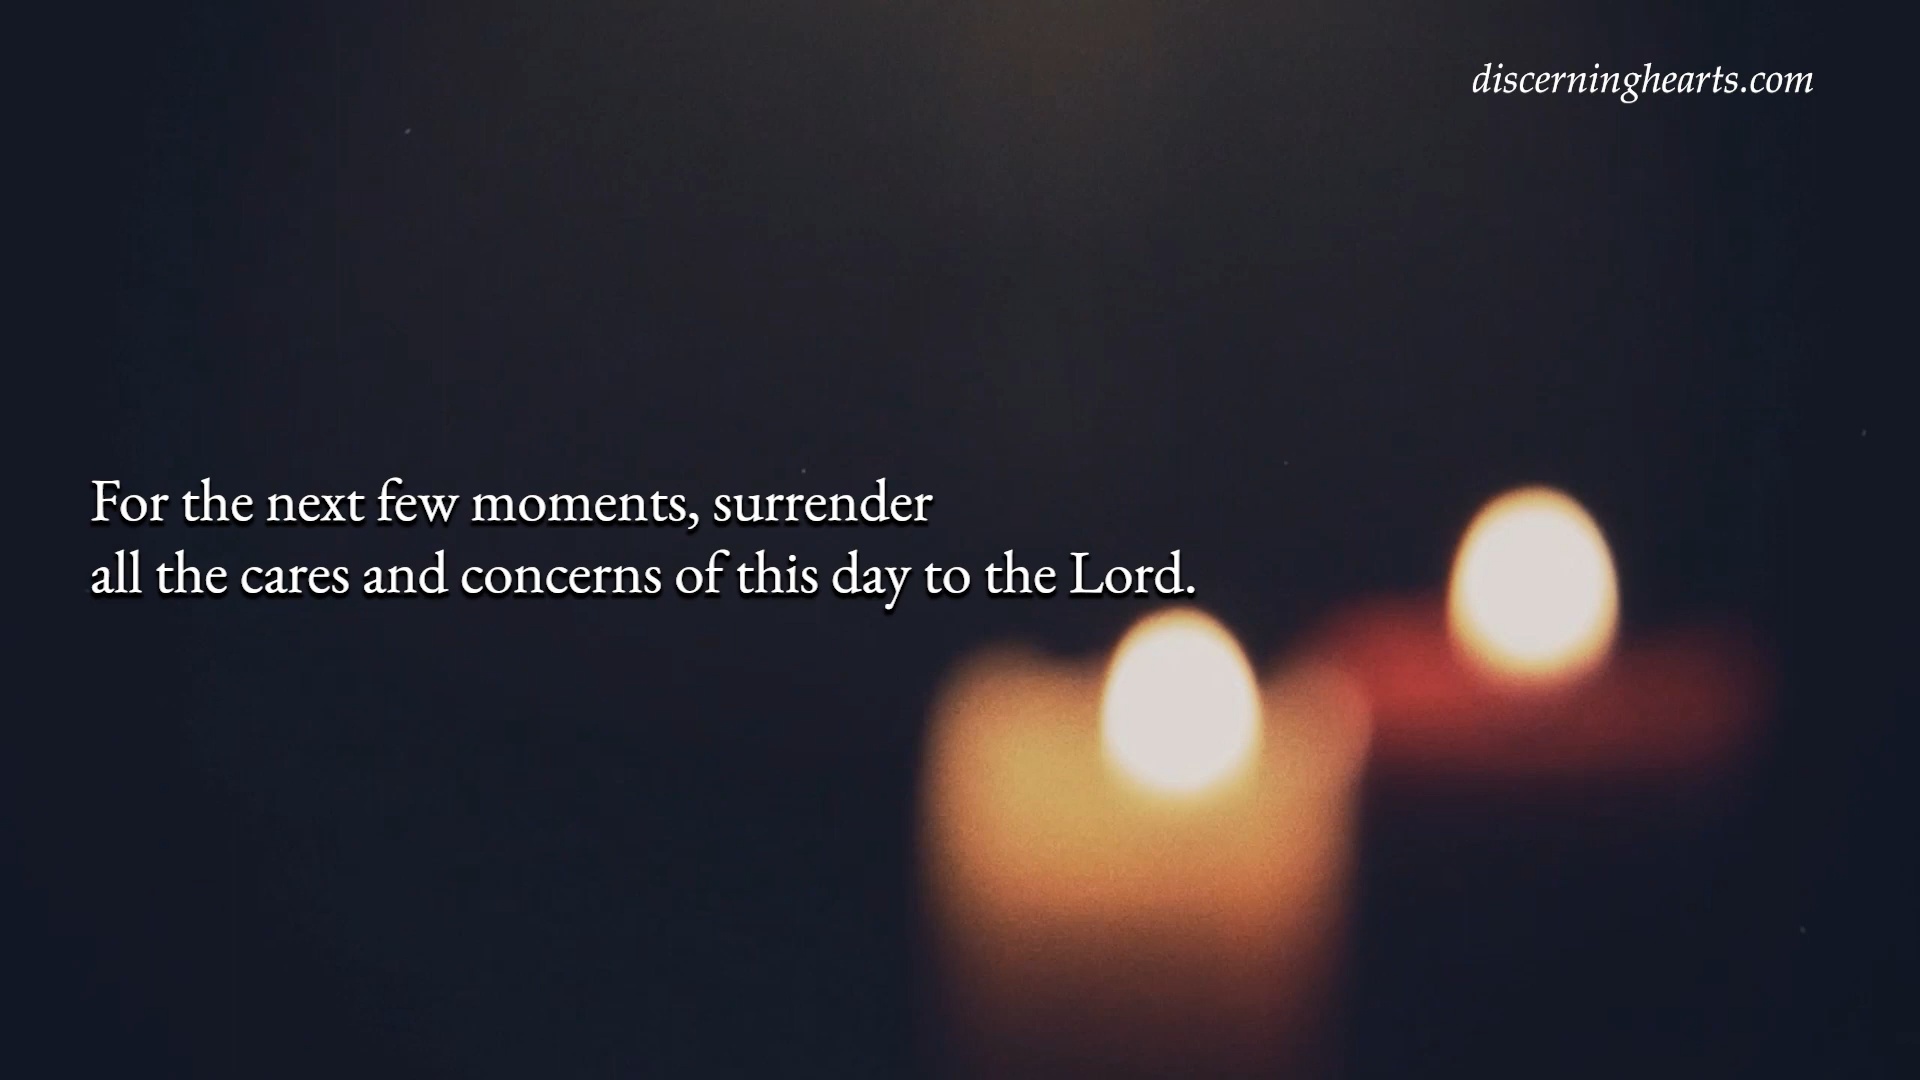 discerninghearts.com
For the next few moments, surrender
all the cares and concerns of this day to the Lord.